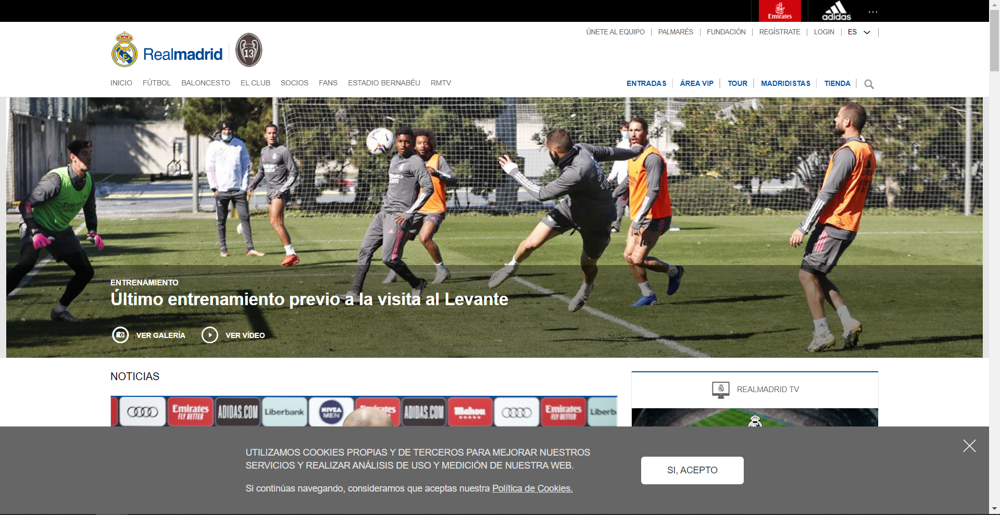 Emirates
adidas
...
ÚNETE AL EQUIPO
PALMARÉS
FUNDACIÓN
REGÍSTRATE
LOGIN
ES
Realmadrid
13
INICIO
FÚTBOL
BALONCESTO
EL CLUB
SOCIOS
FANS
ESTADIO BERNABÉU
RMTV
ENTRADAS
ÁREA VIP
TOUR
MADRIDISTAS
TIENDA
ENTRENAMIENTO
Último entrenamiento previo a la visita al Levante
VER GALERÍA
VER VÍDEO
NOTICIAS
REALMADRID TV
Emirates
FLY BETTER
ADIDAS.COM
Liberbank
NIVEA
MEN
ADIDAS.COM
Mahou
Emirates
FLY BETTER
UTILIZAMOS COOKIES PROPIAS Y DE TERCEROS PARA MEJORAR NUESTROS
SERVICIOS Y REALIZAR ANÁLISIS DE USO Y MEDICIÓN DE NUESTRA WEB.
Si continúas navegando, consideramos que aceptas nuestra Política de Cookies.
SI, ACEPTO